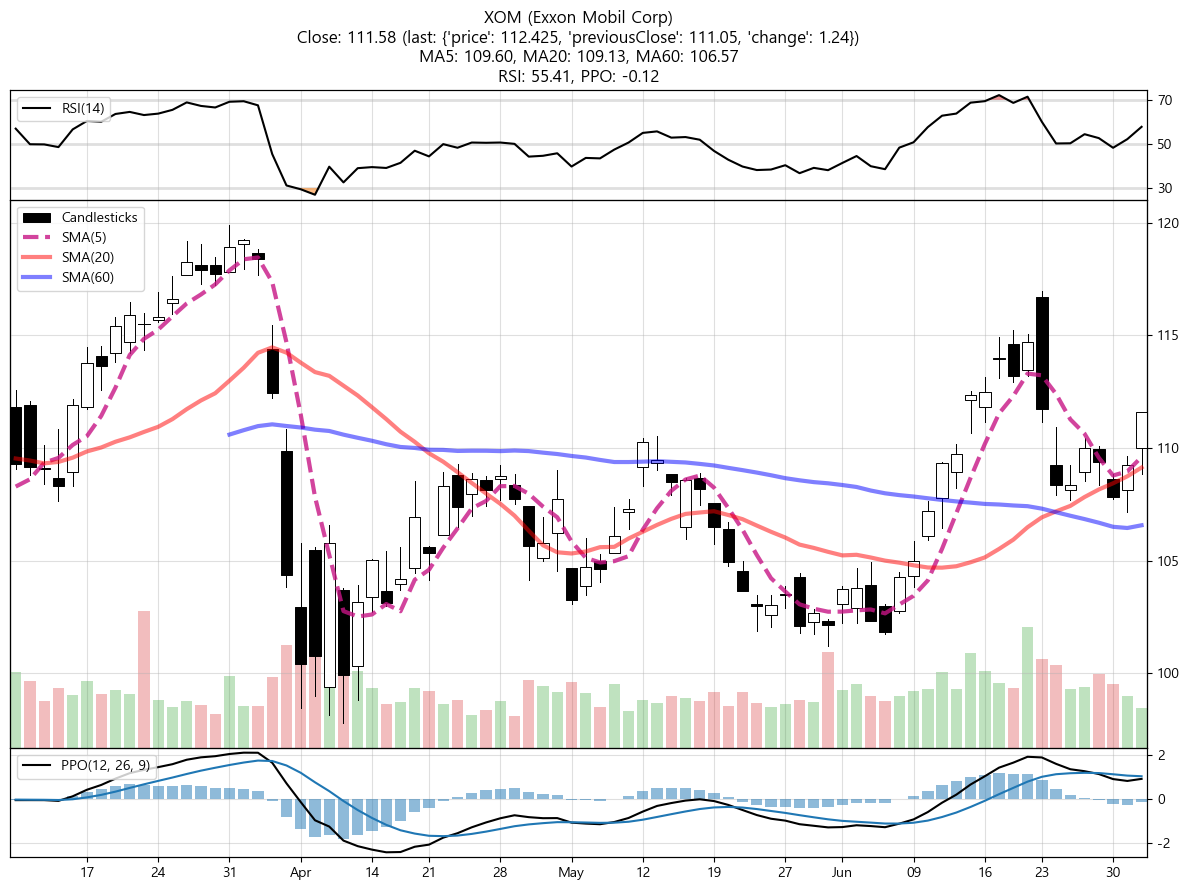 XOM (Exxon Mobil Corp)
Close: 111.58 (last: {'price': 112.425, 'previousClose': 111.05, 'change': 1.24})
MA5: 109.60, MA20: 109.13, MA60: 106.57
RSI: 55.41, PPO: -0.12
RSI(14)
70
50
30
Candlesticks
SMA(5)
SMA(20)
SMA(60)
120
115
110
105
100
PPO(12, 26, 9)
2
0
-2
17 24 31 Apr 14 21 28 May 12 19 27 Jun 09 16 23 30